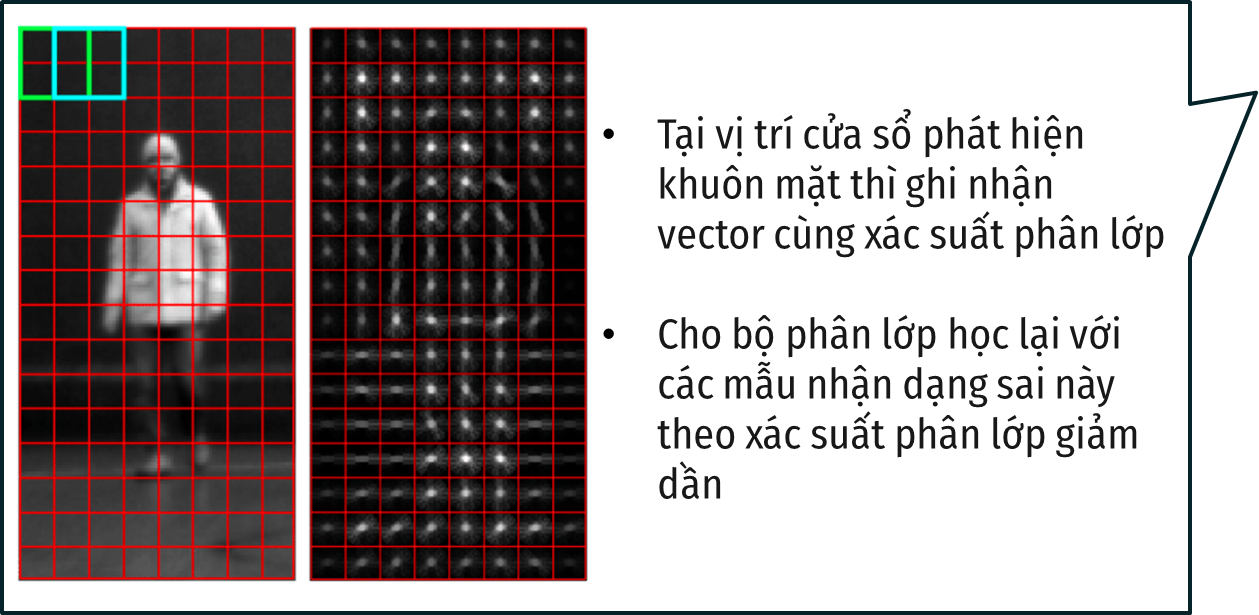 • Tại vị trí cửa sổ phát hiện
khuôn mặt thì ghi nhận
vector cùng xác suất phân lớp
• Cho bộ phân lớp học lại với
các mẫu nhận dạng sai này
theo xác suất phân lớp giảm
dần